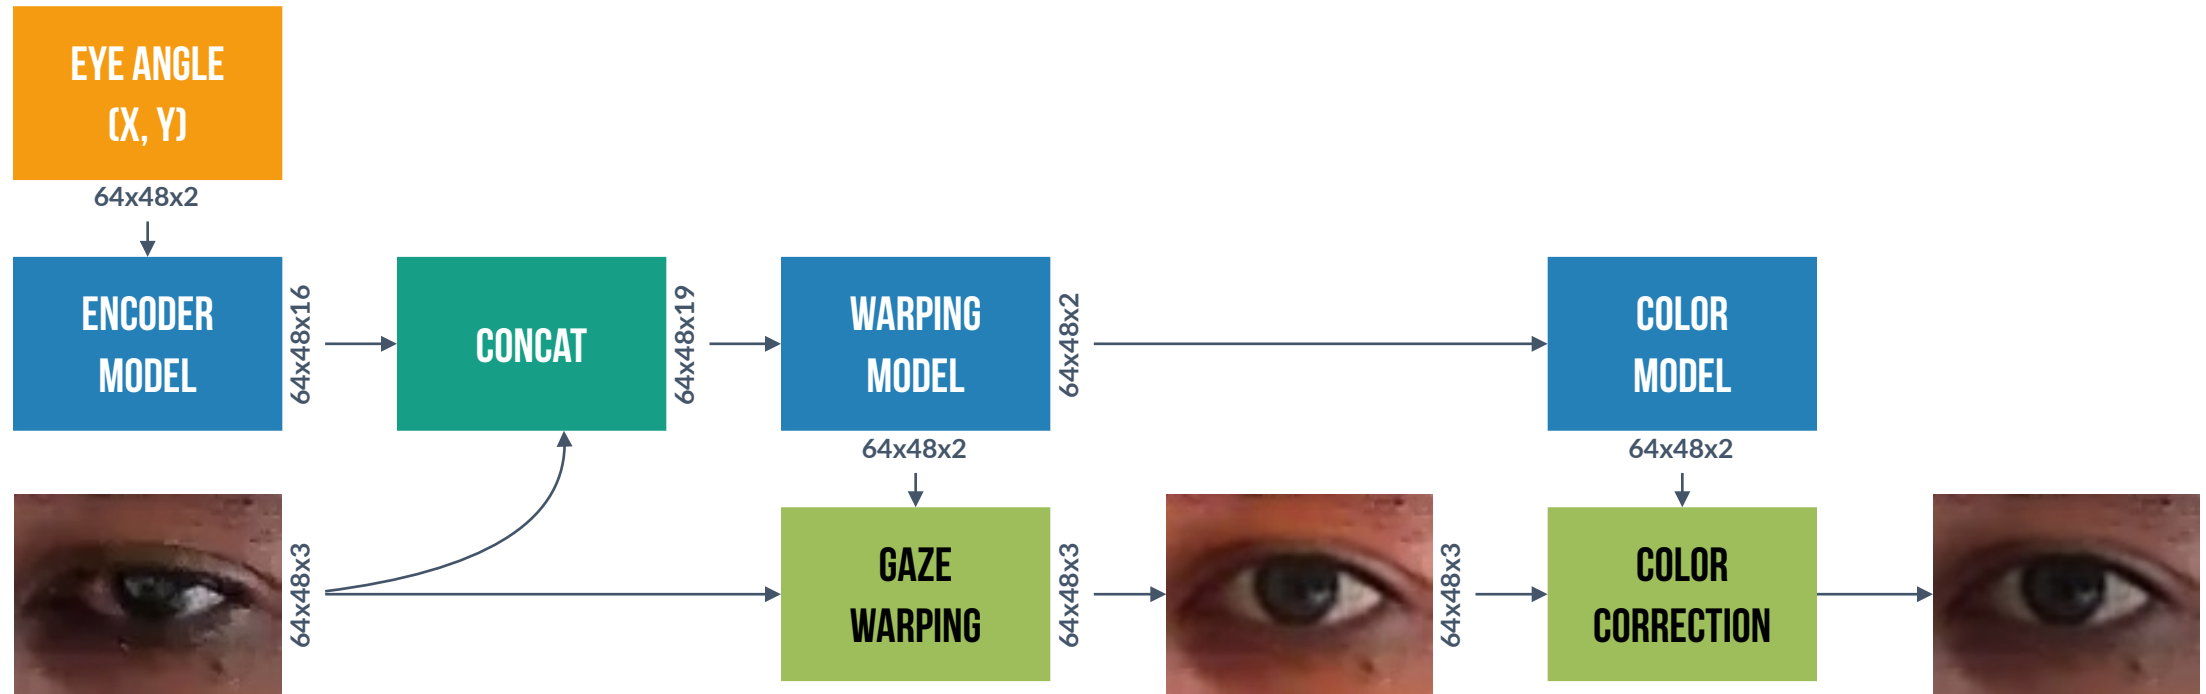 EYE ANGLE
(X, Y)
64x48x2
ENCODER
MODEL
64x48x16
CONCAT
64x48x19
WARPING
MODEL
64x48x2
COLOR
MODEL
64x48x2
64x48x2
64x48x3
GAZE
WARPING
64x48x3
64x48x3
COLOR
CORRECTION